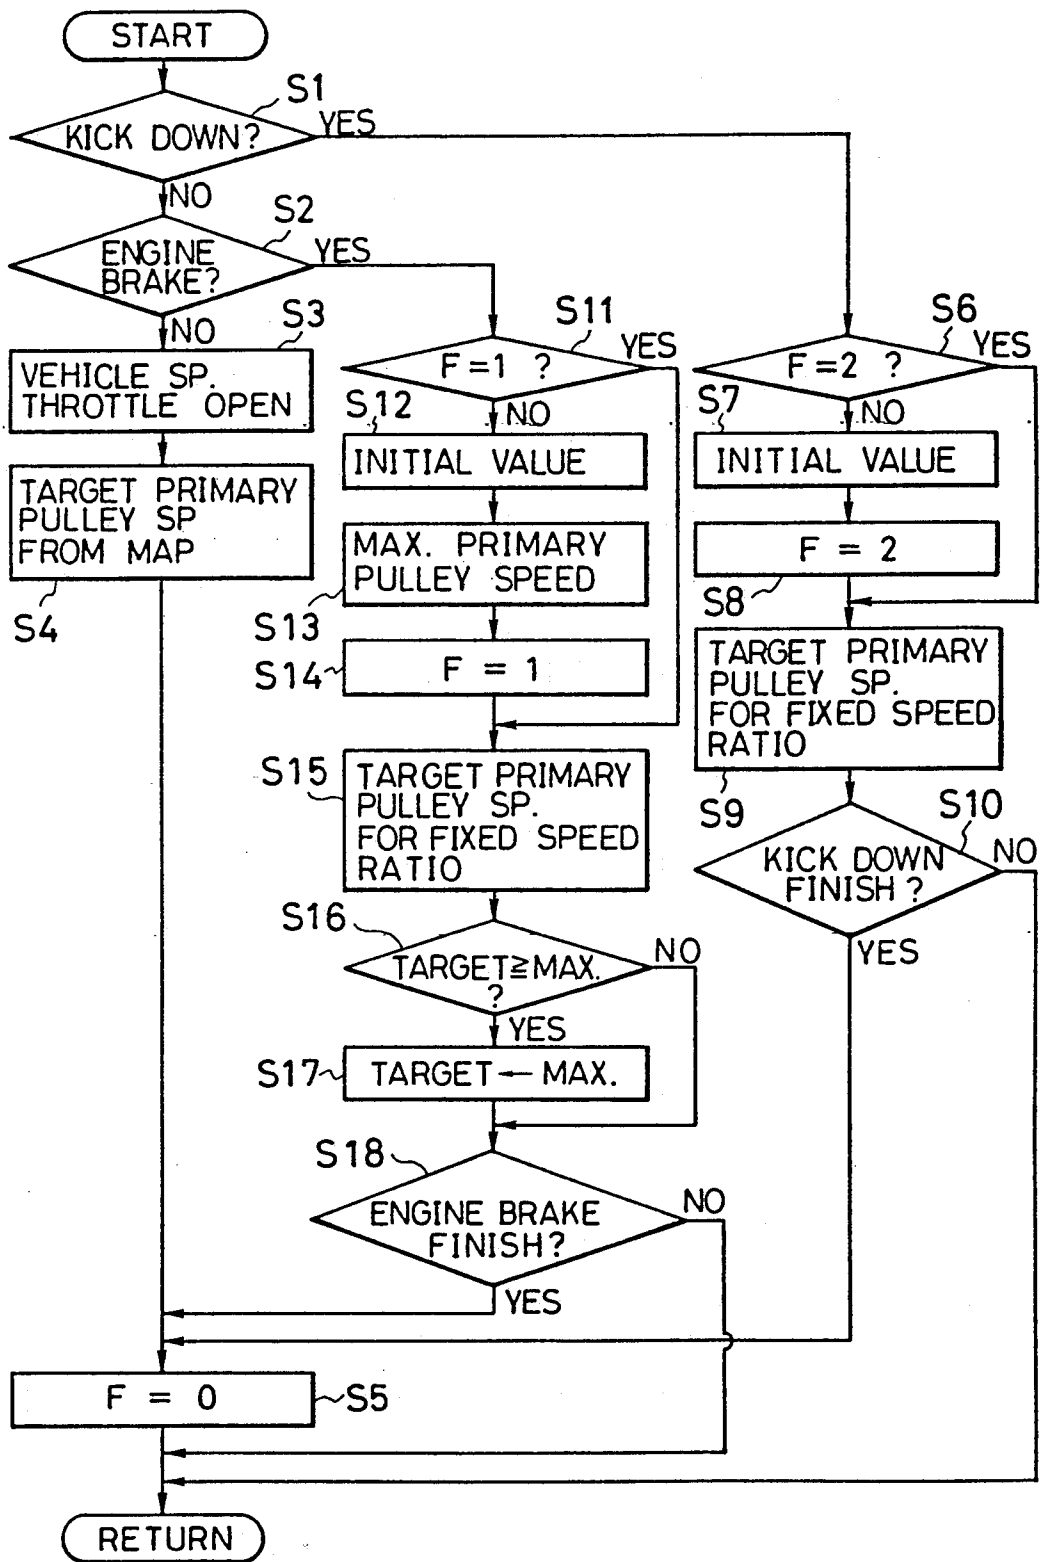 START
S1
KICK DOWN?
YES
NO
S2
ENGINE
BRAKE?
YES
NO
S3
VEHICLE SP.
THROTTLE OPEN
TARGET PRIMARY
PULLEY SP
FROM MAP
S4
S11
F=1 ?
YES
NO
S12
INITIAL VALUE
MAX. PRIMARY
PULLEY SPEED
S13
F = 1
S14
S15
TARGET PRIMARY
PULLEY SP.
FOR FIXED SPEED
RATIO
S16
TARGET≧MAX.
?
NO
YES
S17
TARGET ← MAX.
S18
ENGINE BRAKE
FINISH?
NO
YES
S6
F=2 ?
YES
NO
S7
INITIAL VALUE
F = 2
S8
TARGET PRIMARY
PULLEY SP.
FOR FIXED SPEED
RATIO
S9
S10
KICK DOWN
FINISH?
NO
YES
F = 0
S5
RETURN